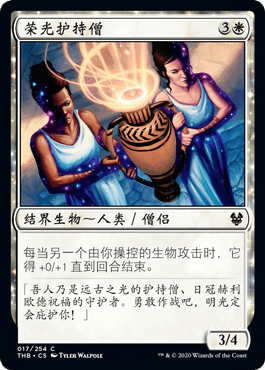 荣光护持僧 3
结界生物～人类 / 僧侣
每当另一个由你操控的生物攻击时，它
得 +0/+1 直到回合结束。
「吾人乃是远古之光的护持僧、日冠赫利
欧德祝福的守护者。勇敢作战吧，明光定
会庇护你！」
3/4
017/254 C
THB • CS TYLER WALPOLE
™ & © 2020 Wizards of the Coast